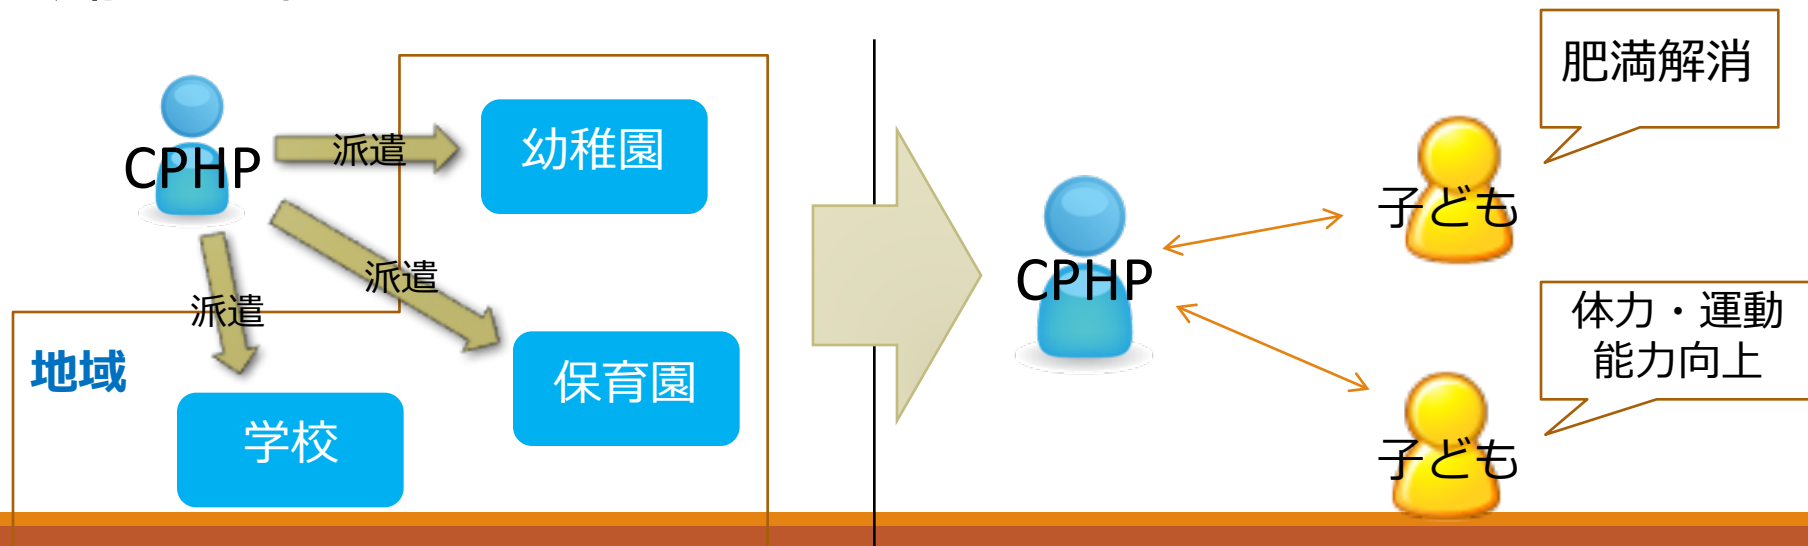 CPHP
派遣
派遣
派遣
幼稚園
保育園
地域
学校
CPHP
子ども
肥満解消
子ども
体力・運動
能力向上